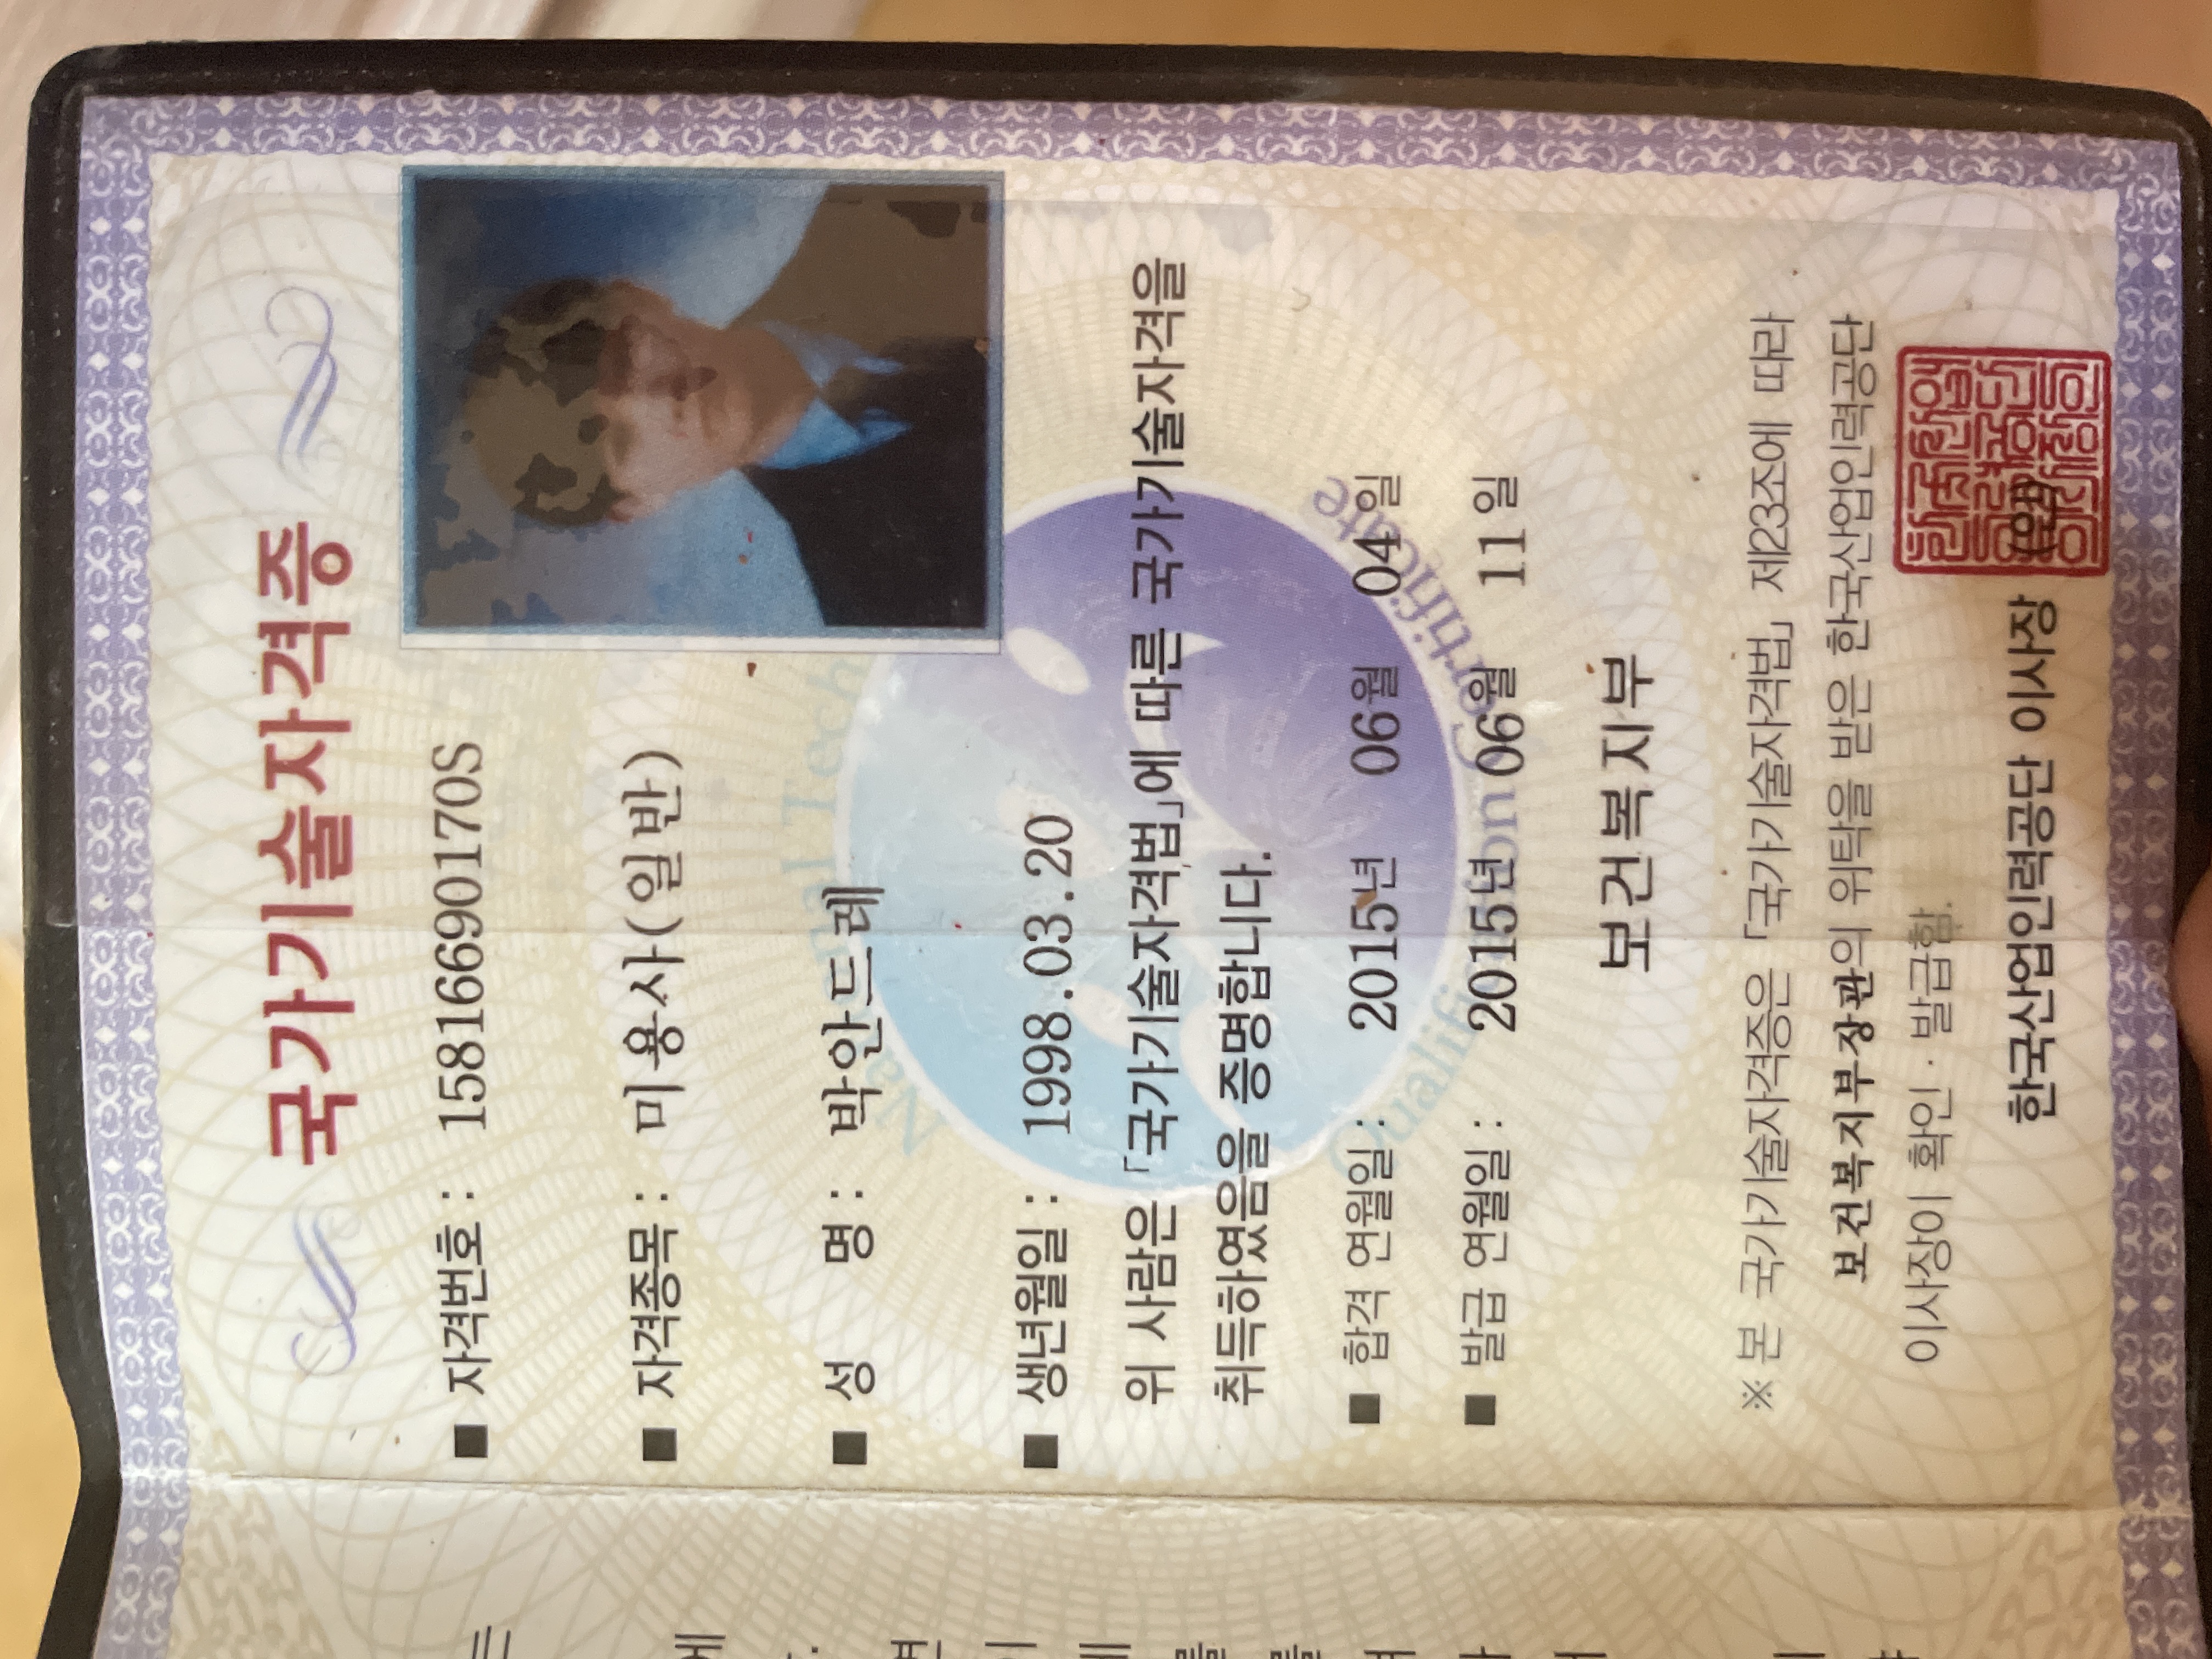 국가기술자격증
■ 자격번호 : 15816690170S
■ 자격종목 : 미용사(일반)
■ 성 명 : 박안드레
■ 생년월일 : 1998.03.20
위 사람은 「국가기술자격법」에 따른 국가기술자격을
취득하였음을 증명합니다.
■ 합격 연월일 : 2015년 06월 04일
■ 발급 연월일 : 2015년 06월 11일
보건복지부
※ 본 국가기술자격증은 「국가기술자격법」 제23조에 따라
보건복지부장관의 위탁을 받은 한국산업인력공단
이사장이 확인 · 발급함.
한국산업인력공단 이사장 (인)